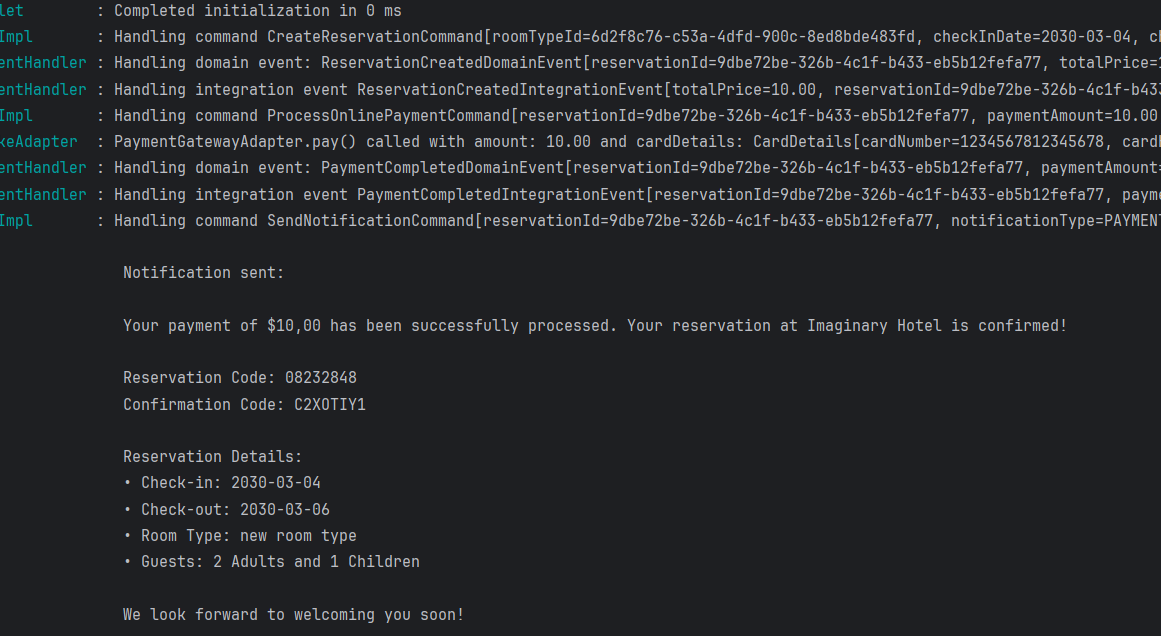 let : Completed initialization in 0 ms
Impl : Handling command CreateReservationCommand[roomTypeId=6d2f8c76-c53a-4dfd-900c-8ed8bde483fd, checkInDate=2030-03-04, ch
entHandler : Handling domain event: ReservationCreatedDomainEvent[reservationId=9dbe72be-326b-4c1f-b433-eb5b12fefa77, totalPrice=1
entHandler : Handling integration event ReservationCreatedIntegrationEvent[totalPrice=10.00, reservationId=9dbe72be-326b-4c1f-b433
Impl : Handling command ProcessOnlinePaymentCommand[reservationId=9dbe72be-326b-4c1f-b433-eb5b12fefa77, paymentAmount=10.00
keAdapter : PaymentGatewayAdapter.pay() called with amount: 10.00 and cardDetails: CardDetails[cardNumber=1234567812345678, card
entHandler : Handling domain event: PaymentCompletedDomainEvent[reservationId=9dbe72be-326b-4c1f-b433-eb5b12fefa77, paymentAmount=
entHandler : Handling integration event PaymentCompletedIntegrationEvent[reservationId=9dbe72be-326b-4c1f-b433-eb5b12fefa77, payme
Impl : Handling command SendNotificationCommand[reservationId=9dbe72be-326b-4c1f-b433-eb5b12fefa77, notificationType=PAYMENT
Notification sent:
Your payment of $10,00 has been successfully processed. Your reservation at Imaginary Hotel is confirmed!
Reservation Code: 08232848
Confirmation Code: C2XOTIY1
Reservation Details:
• Check-in: 2030-03-04
• Check-out: 2030-03-06
• Room Type: new room type
• Guests: 2 Adults and 1 Children
We look forward to welcoming you soon!